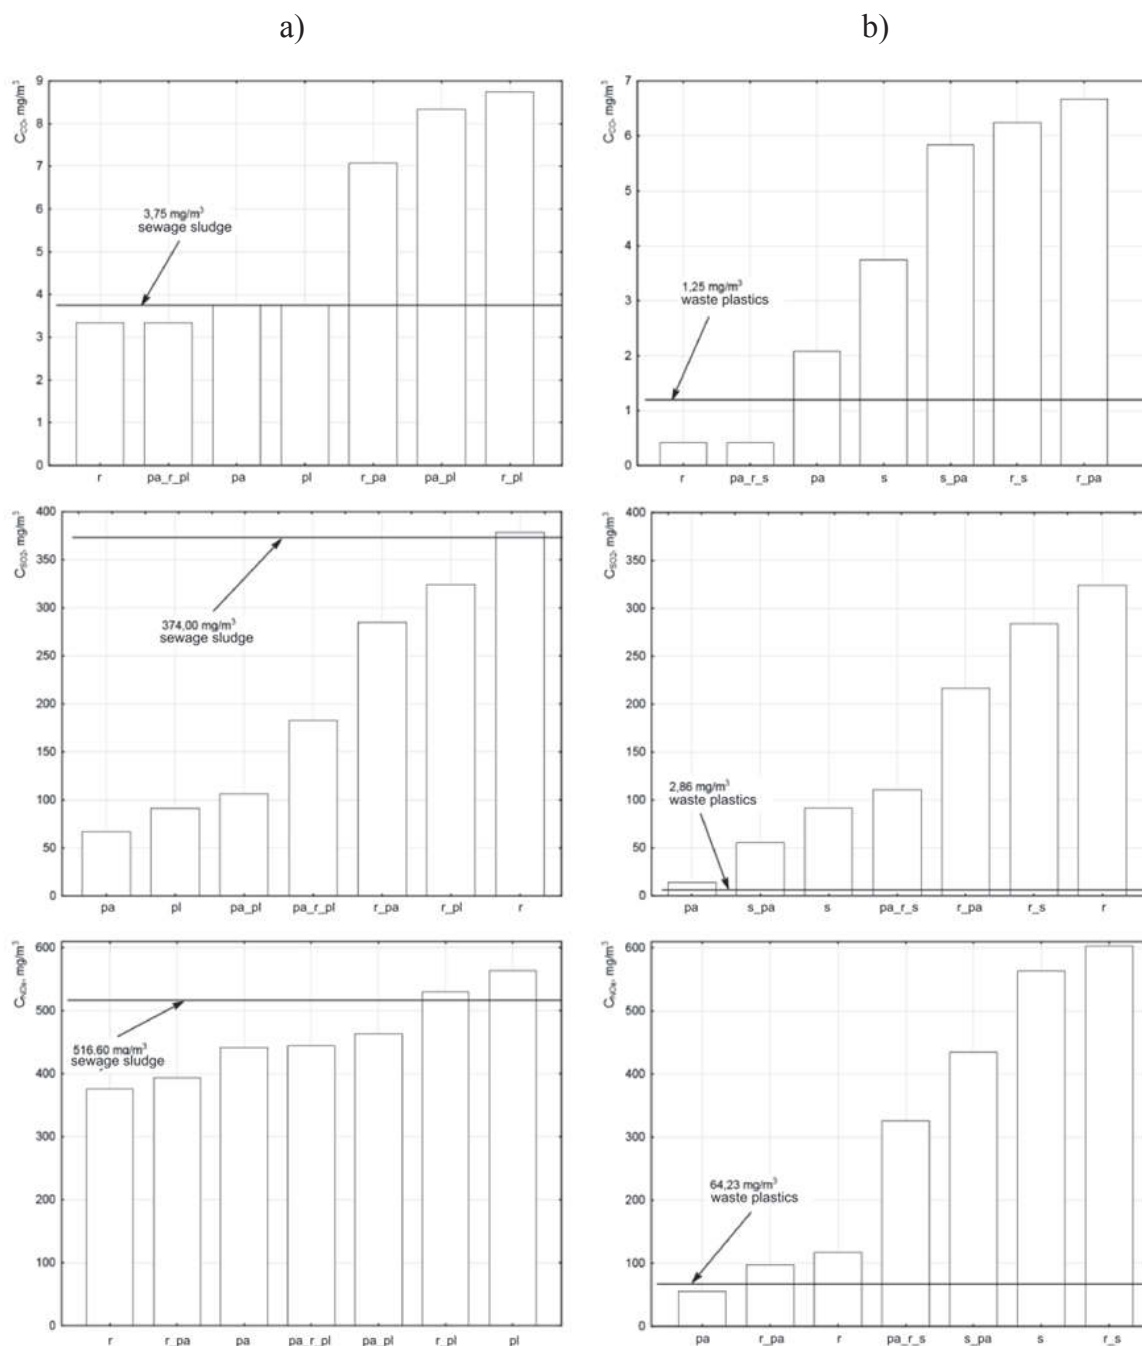 a)
b)
C_CO, mg/m³
9
8
7
6
5
4
3
2
1
0
3,75 mg/m³
sewage sludge
r pa_r_pl pa pl r_pa pa_pl r_pl
C_CO, mg/m³
7
6
5
4
3
2
1
0
1,25 mg/m³
waste plastics
r pa_r_s pa s s_pa r_s r_pa
C_SO2, mg/m³
400
350
300
250
200
150
100
50
0
374,00 mg/m³
sewage sludge
pa pl pa_pl pa_r_pl r_pa r_pl r
C_SO2, mg/m³
400
350
300
250
200
150
100
50
0
2,86 mg/m³
waste plastics
pa s_pa s pa_r_s r_pa r_s r
C_NOx, mg/m³
600
500
400
300
200
100
0
516.60 mg/m³
sewage sludge
r r_pa pa pa_r_pl pa_pl r_pl pl
C_NOx, mg/m³
600
500
400
300
200
100
0
64,23 mg/m³
waste plastics
pa r_pa r pa_r_s s_pa s r_s